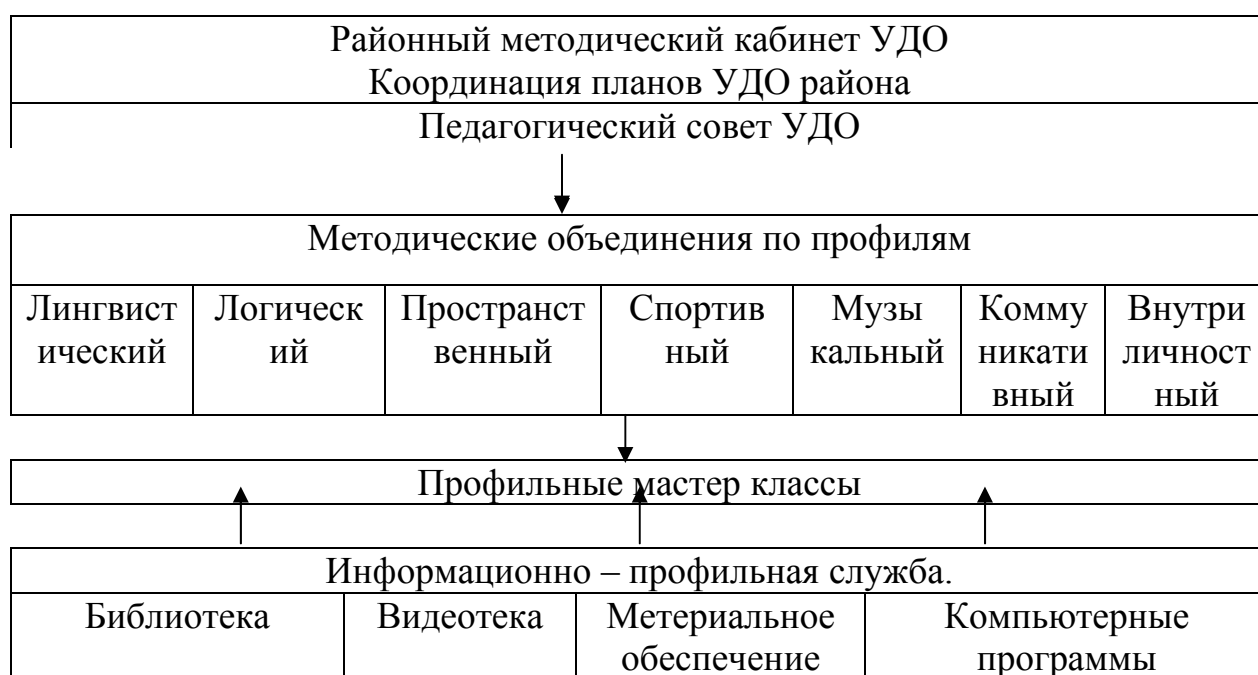 Районный методический кабинет УДО
Координация планов УДО района
Педагогический совет УДО
Методические объединения по профилям
Лингвист
ический
Логическ
ий
Пространст
венный
Спортив
ный
Музы
кальный
Комму
никати
вный
Внутри
личност
ный
Профильные мастер классы
Информационно – профильная служба.
Библиотека
Видеотека
Метериальное
обеспечение
Компьютерные
программы